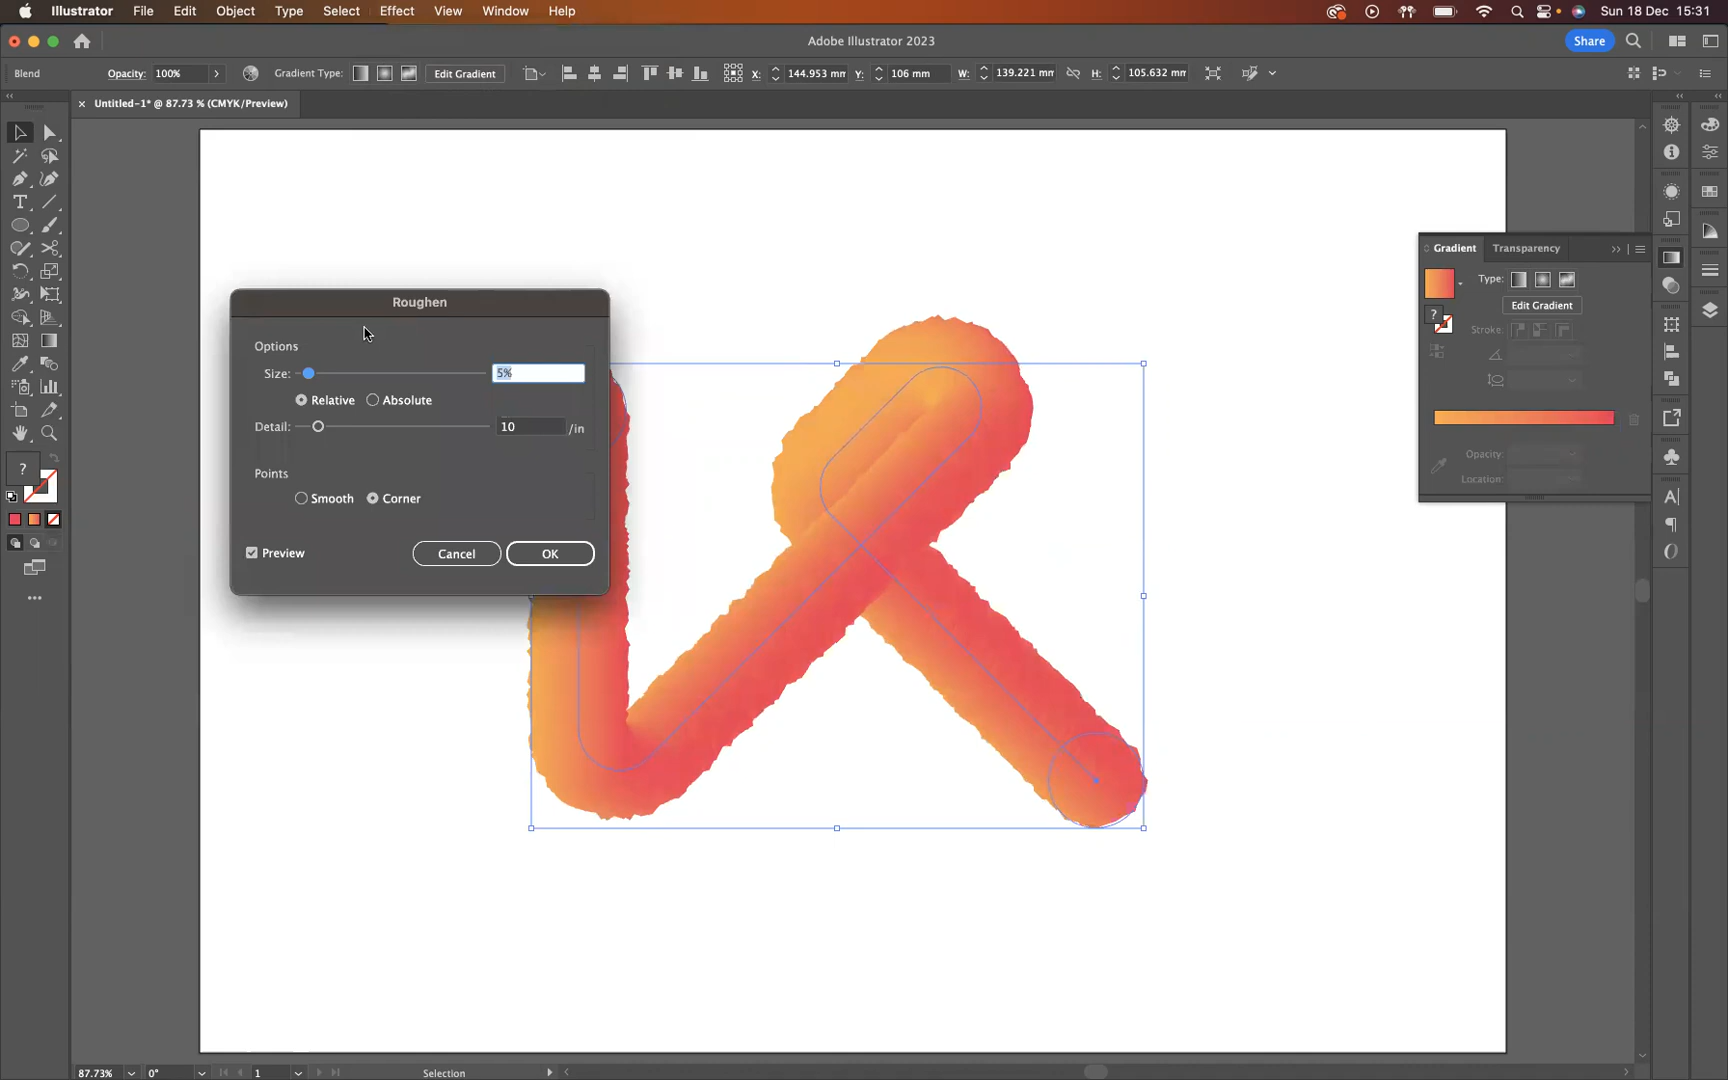 Illustrator File Edit Object Type Select Effect View Window Help Sun 18 Dec 15:31
Adobe Illustrator 2023 Share
Blend Opacity: 100% Gradient Type: Edit Gradient X: 144.953 mm Y: 106 mm W: 139.221 mm H: 105.632 mm
× Untitled-1* @ 87.73 % (CMYK/Preview)
Gradient Transparency
Type:
Edit Gradient
Stroke:
Opacity:
Location:
Roughen
Options
Size: 5%
Relative Absolute
Detail: 10 /in
Points
Smooth Corner
Preview Cancel OK
87.73% 0° 1 Selection